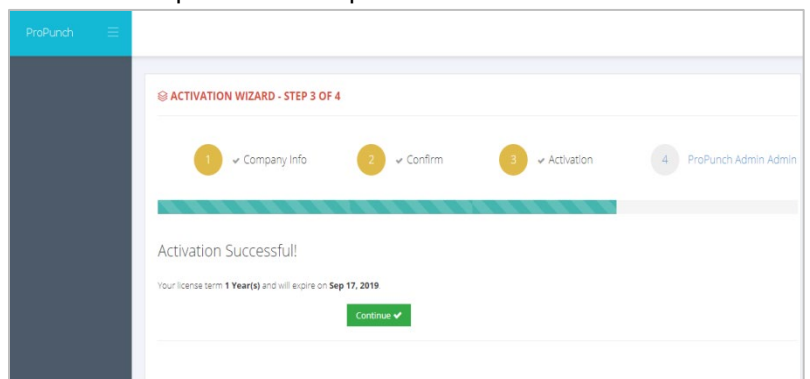 ProPunch
ACTIVATION WIZARD - STEP 3 OF 4
1 Company Info 2 Confirm 3 Activation 4 ProPunch Admin Admin
Activation Successful!
Your license term 1 Year(s) and will expire on Sep 17, 2019.
Continue